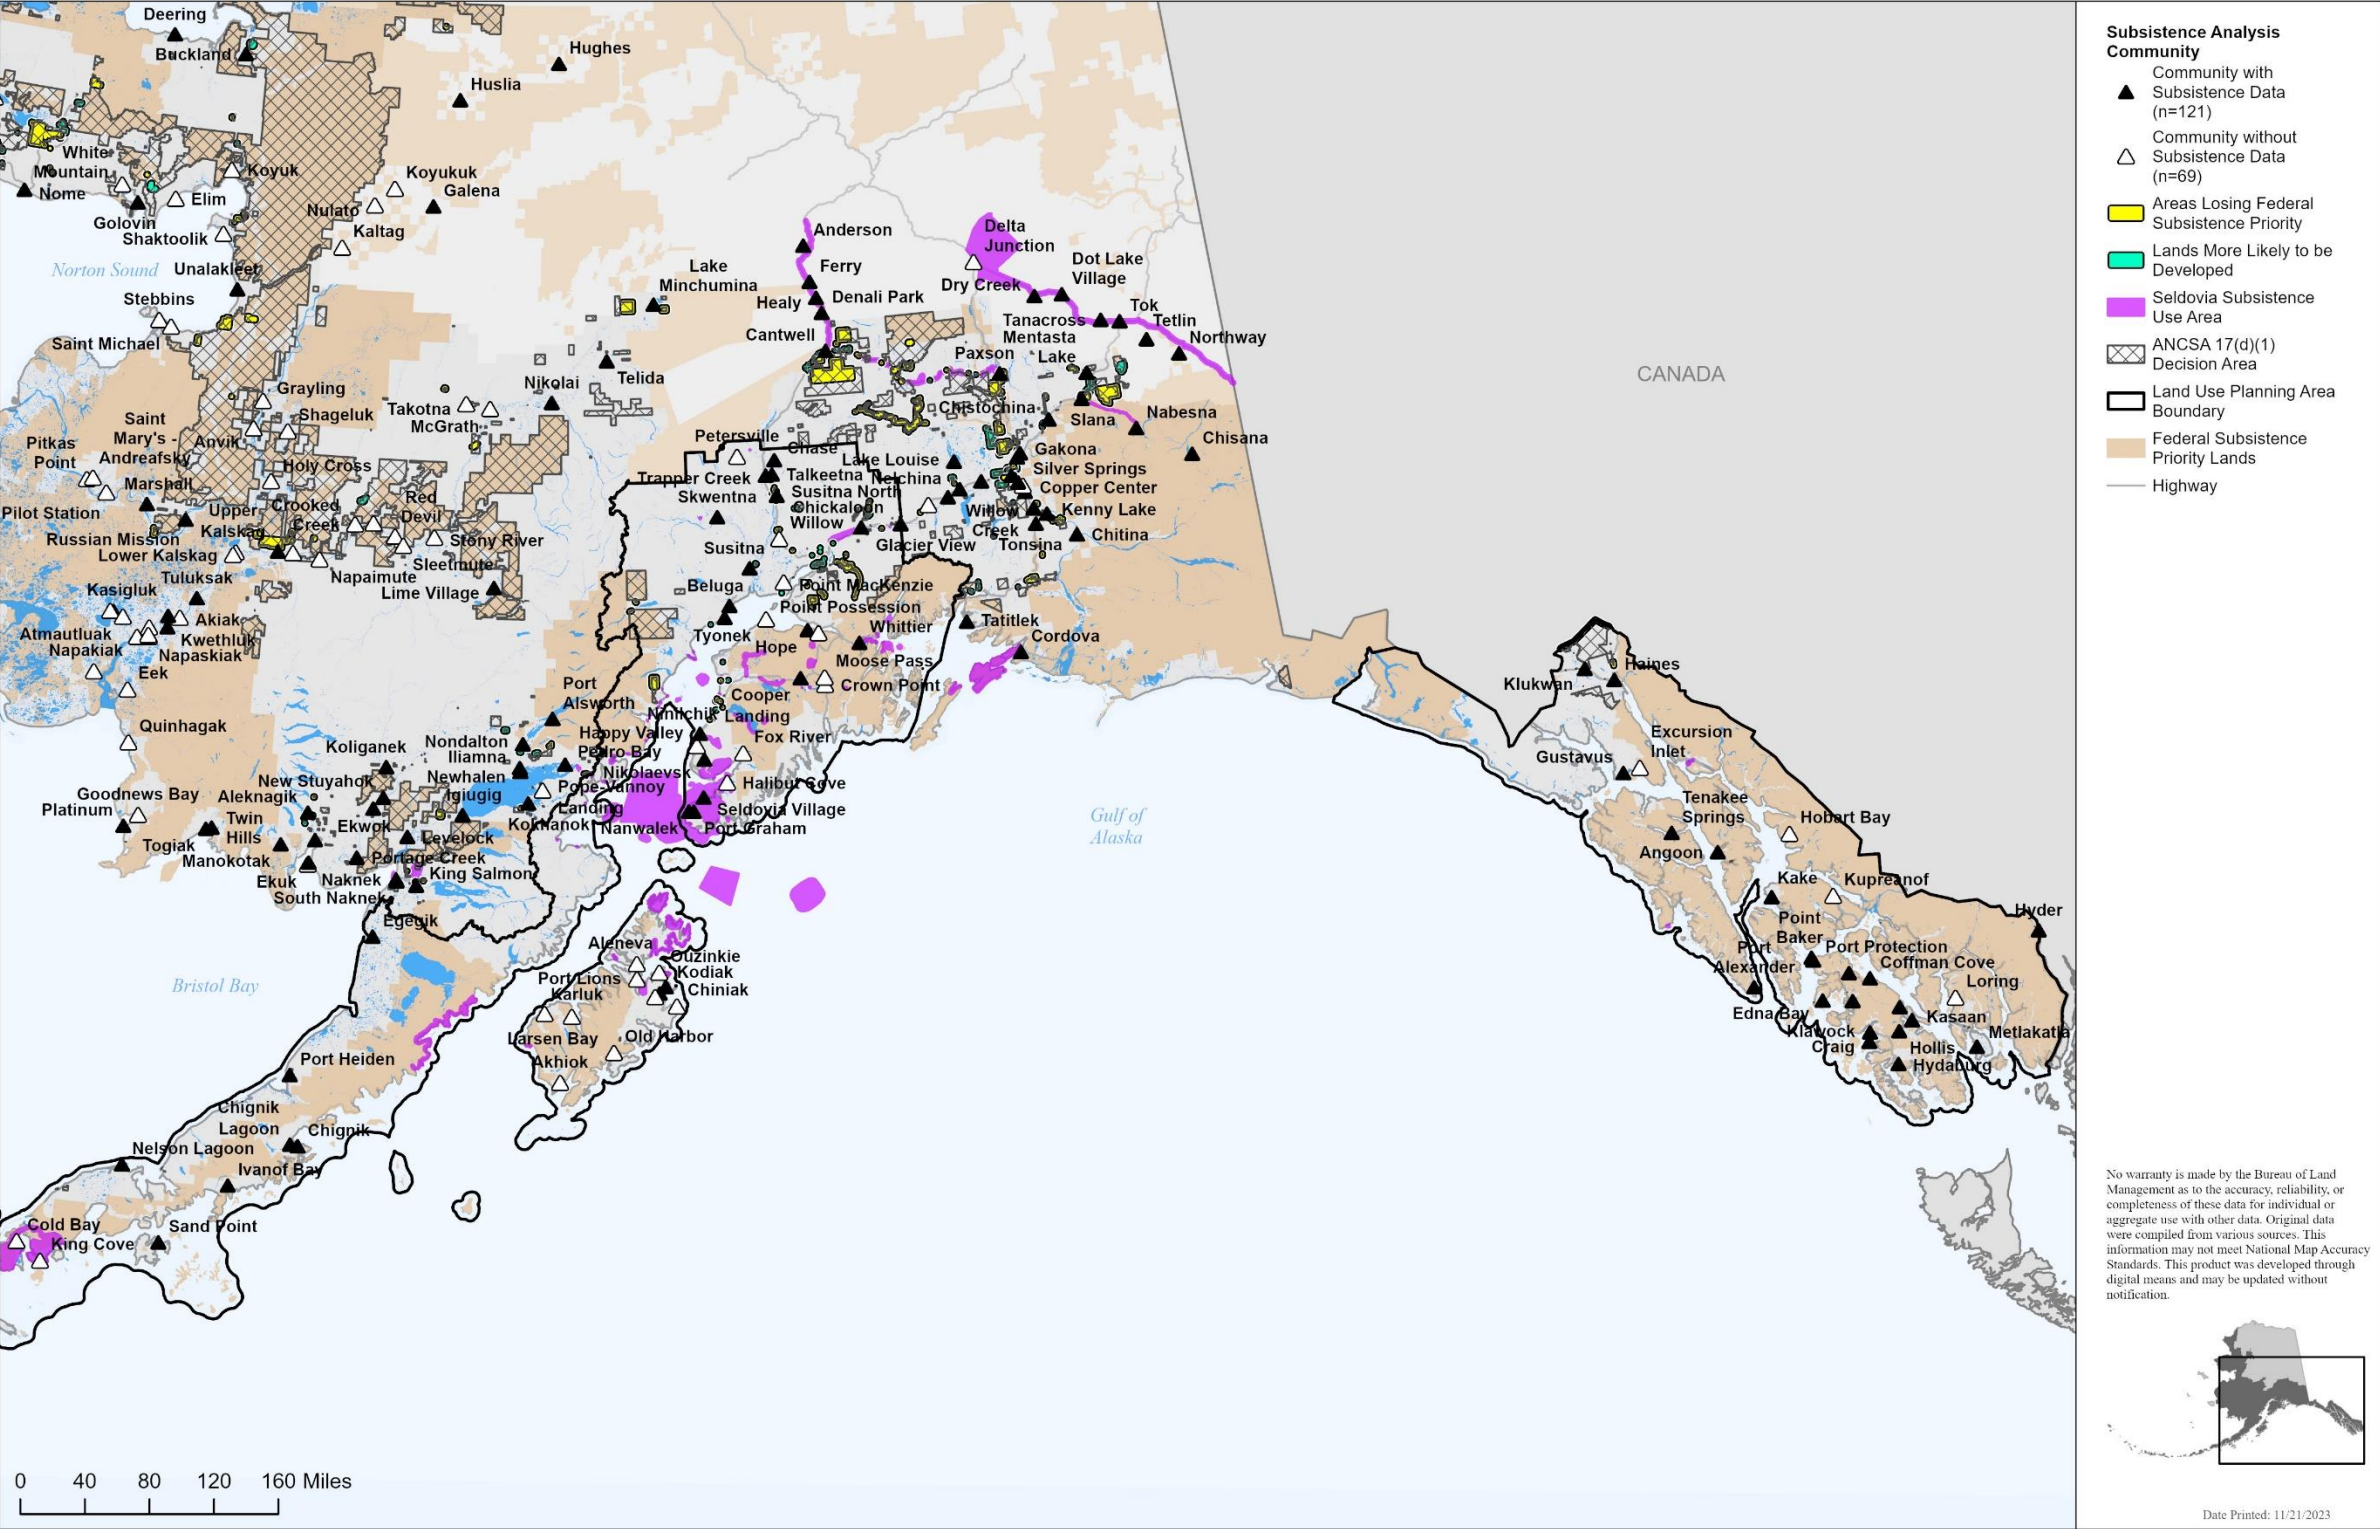 Deering
Buckland
Hughes
Huslia
White
Mountain
Nome
Koyuk
Koyukuk
Galena
Elim
Golovin
Shaktoolik
Nulato
Kaltag
Norton Sound
Unalakleet
Stebbins
Saint Michael
Anderson
Ferry
Lake
Minchumina
Healy
Denali Park
Cantwell
Delta
Junction
Dry Creek
Dot Lake
Village
Tok
Tanacross
Tetlin
Mentasta
Lake
Northway
Paxson
CANADA
Grayling
Shageluk
Nikolai
Telida
Takotna
McGrath
Saint
Mary's -
Andreafsky
Pitkas
Point
Anvik
Holy Cross
Marshall
Pilot Station
Russian Mission
Upper
Kalskag
Lower Kalskag
Crooked
Creek
Red
Devil
Stony River
Sleetmute
Napaimute
Lime Village
Tuluksak
Kasigluk
Akiak
Atmautluak
Kwethluk
Napakiak
Napaskiak
Eek
Quinhagak
Petersville
Chase
Trapper Creek
Talkeetna
Skwentna
Susitna North
Chickaloon
Willow
Susitna
Lake Louise
Nelchina
Chistochina
Slana
Nabesna
Chisana
Gakona
Silver Springs
Copper Center
Willow
Creek
Kenny Lake
Glacier View
Tonsina
Chitina
Beluga
Point MacKenzie
Point Possession
Tyonek
Whittier
Tatitlek
Cordova
Hope
Moose Pass
Crown Point
Cooper
Landing
Port
Alsworth
Ninilchik
Happy Valley
Fox River
Nondalton
Iliamna
Pedro Bay
Koliganek
Newhalen
Nikolaevsk
New Stuyahok
Pope-Vannoy
Landing
Halibut Cove
Igiugig
Goodnews Bay
Aleknagik
Platinum
Twin
Hills
Ekwok
Kokhanok
Nanwalek
Seldovia Village
Port Graham
Togiak
Levelock
Manokotak
Portage Creek
King Salmon
Ekuk
Naknek
South Naknek
Egegik
Bristol Bay
Gulf of
Alaska
Aleneva
Ouzinkie
Port Lions
Kodiak
Karluk
Chiniak
Larsen Bay
Old Harbor
Akhiok
Port Heiden
Chignik
Lagoon
Chignik
Nelson Lagoon
Ivanof Bay
Cold Bay
Sand Point
King Cove
Klukwan
Haines
Excursion
Inlet
Gustavus
Tenakee
Springs
Hobart Bay
Angoon
Kake
Kupreanof
Hyder
Point
Baker
Port
Alexander
Port Protection
Coffman Cove
Loring
Edna Bay
Kasaan
Klawock
Metlakatla
Craig
Hollis
Hydaburg
0 40 80 120 160 Miles
Subsistence Analysis
Community
Community with
Subsistence Data
(n=121)
Community without
Subsistence Data
(n=69)
Areas Losing Federal
Subsistence Priority
Lands More Likely to be
Developed
Seldovia Subsistence
Use Area
ANCSA 17(d)(1)
Decision Area
Land Use Planning Area
Boundary
Federal Subsistence
Priority Lands
Highway
No warranty is made by the Bureau of Land
Management as to the accuracy, reliability, or
completeness of these data for individual or
aggregate use with other data. Original data
were compiled from various sources. This
information may not meet National Map Accuracy
Standards. This product was developed through
digital means and may be updated without
notification.
Date Printed: 11/21/2023